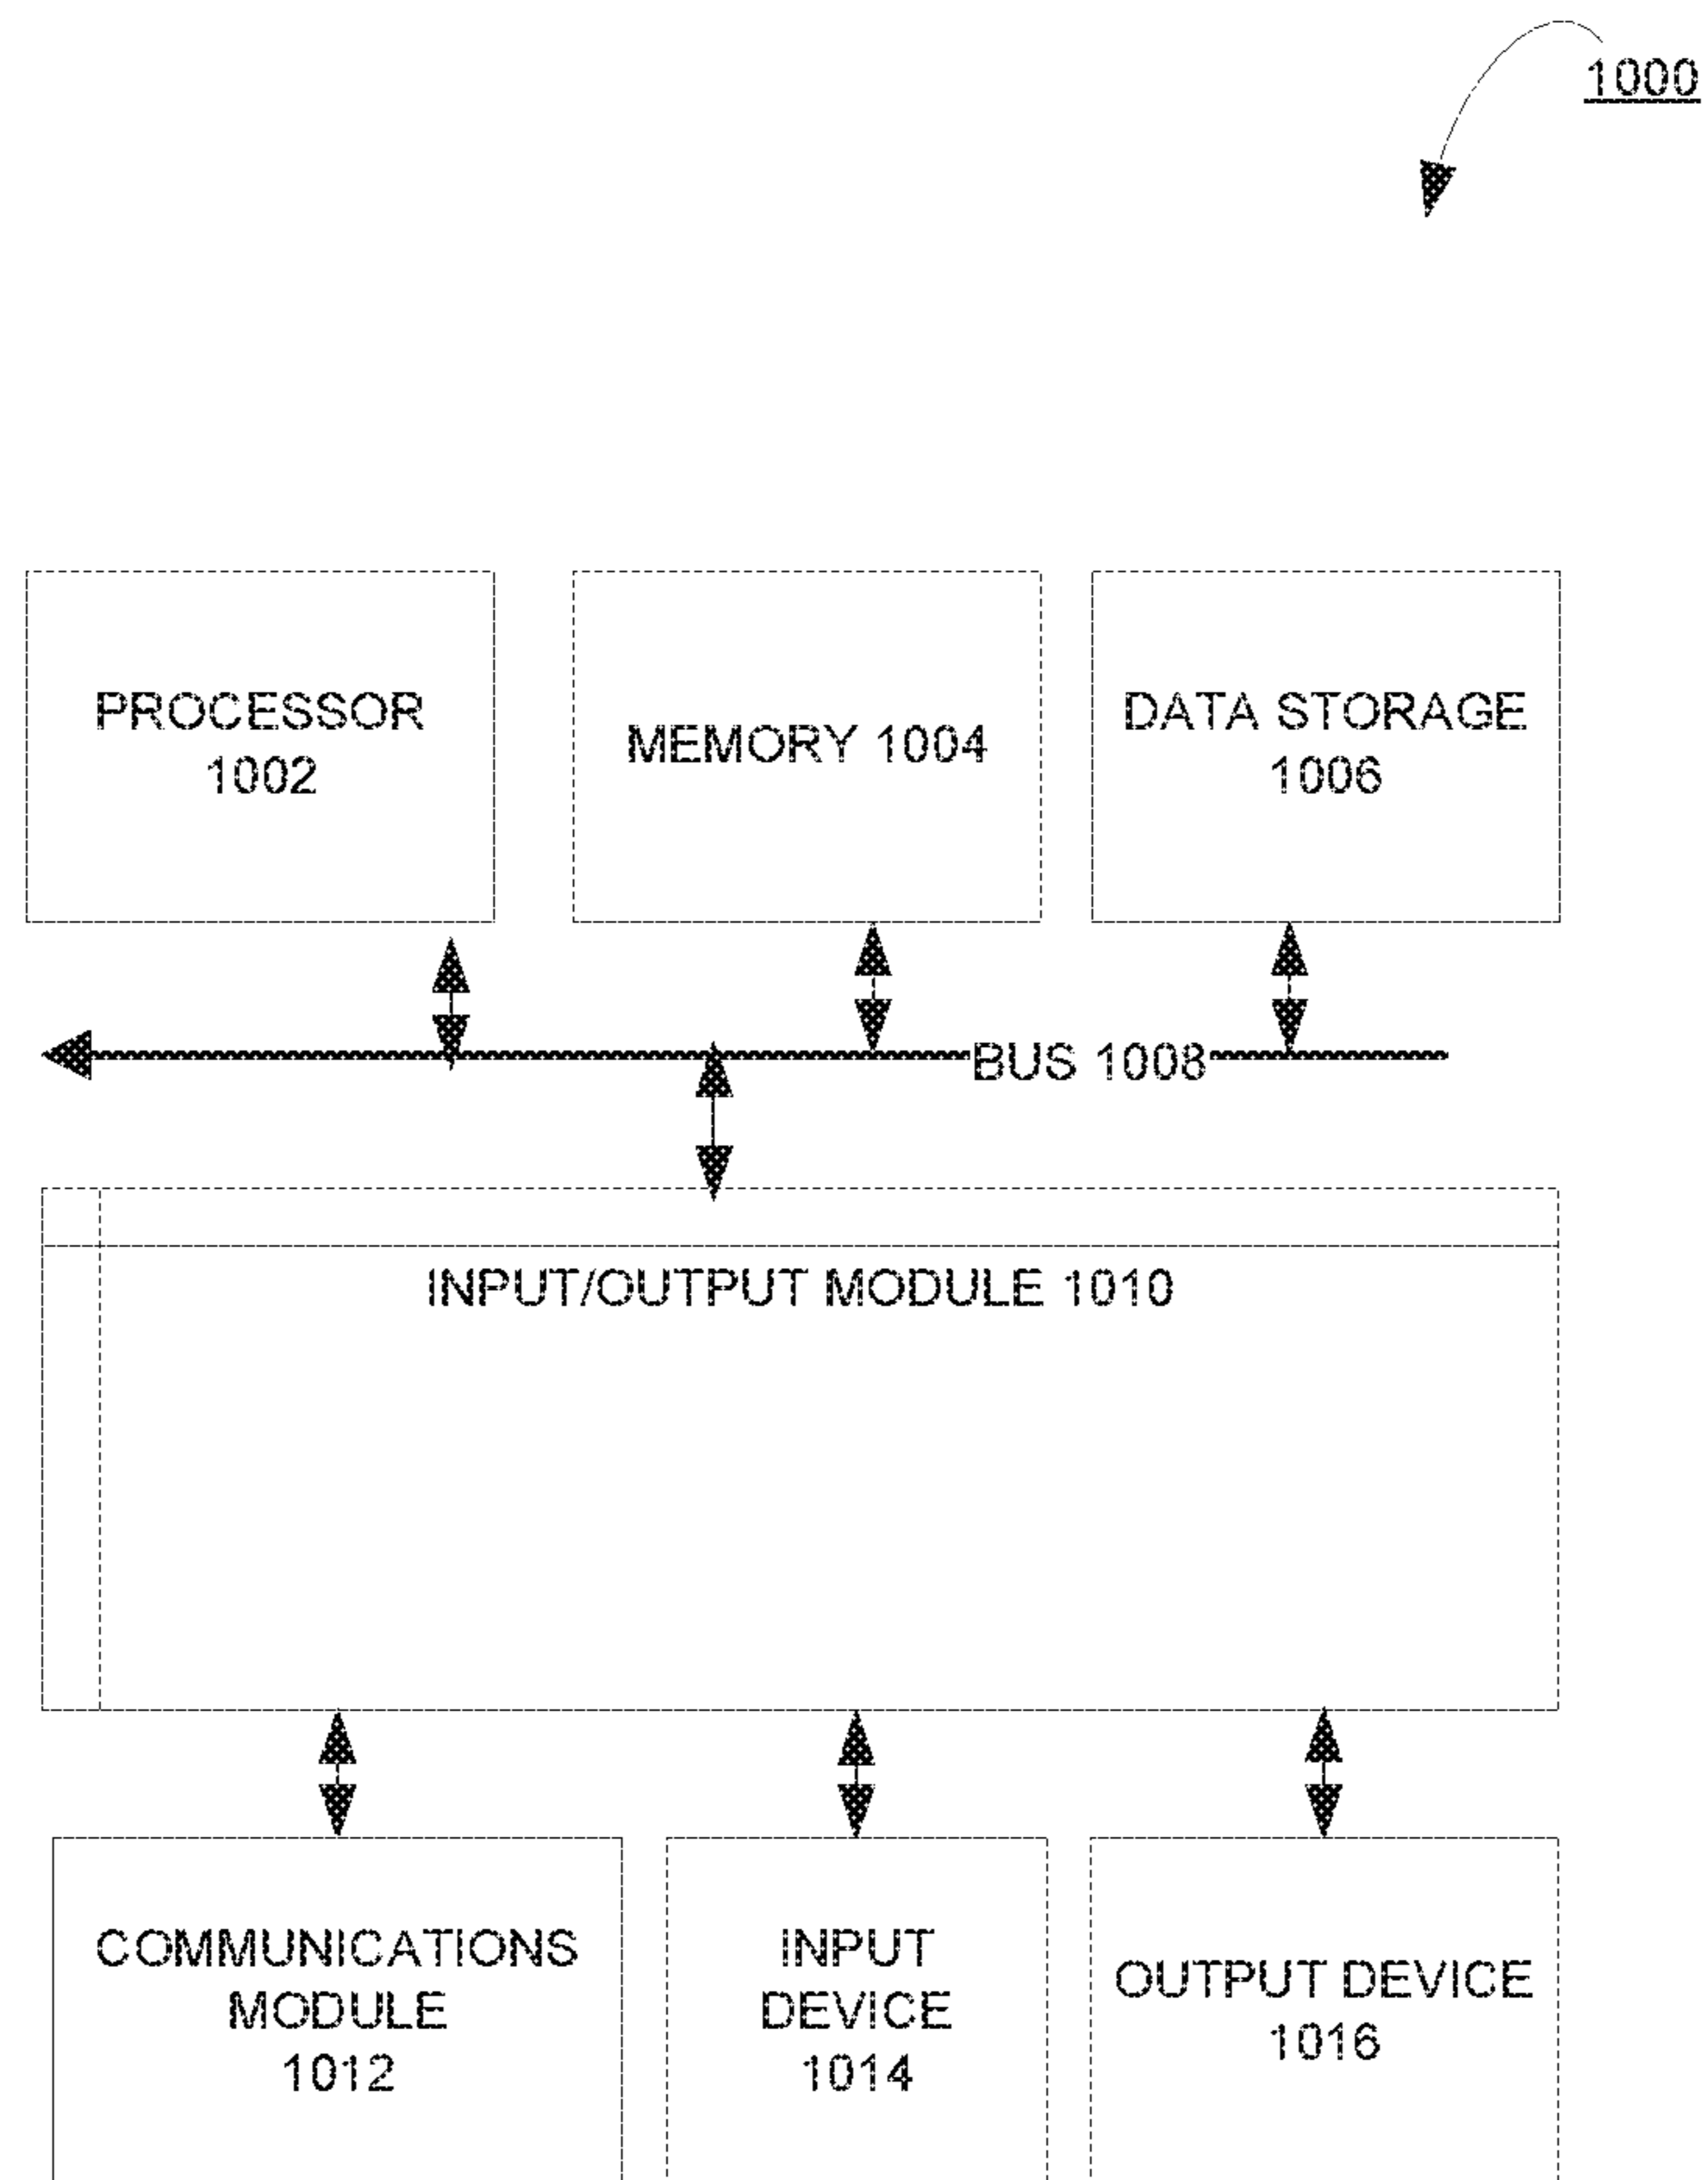 1000
PROCESSOR
1002
MEMORY 1004
DATA STORAGE
1006
BUS 1008
INPUT/OUTPUT MODULE 1010
COMMUNICATIONS
MODULE
1012
INPUT
DEVICE
1014
OUTPUT DEVICE
1016